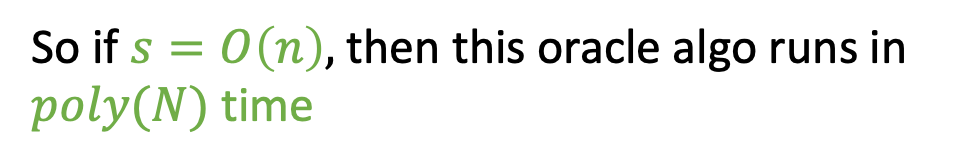 So if s = O(n), then this oracle algo runs in
poly(N) time